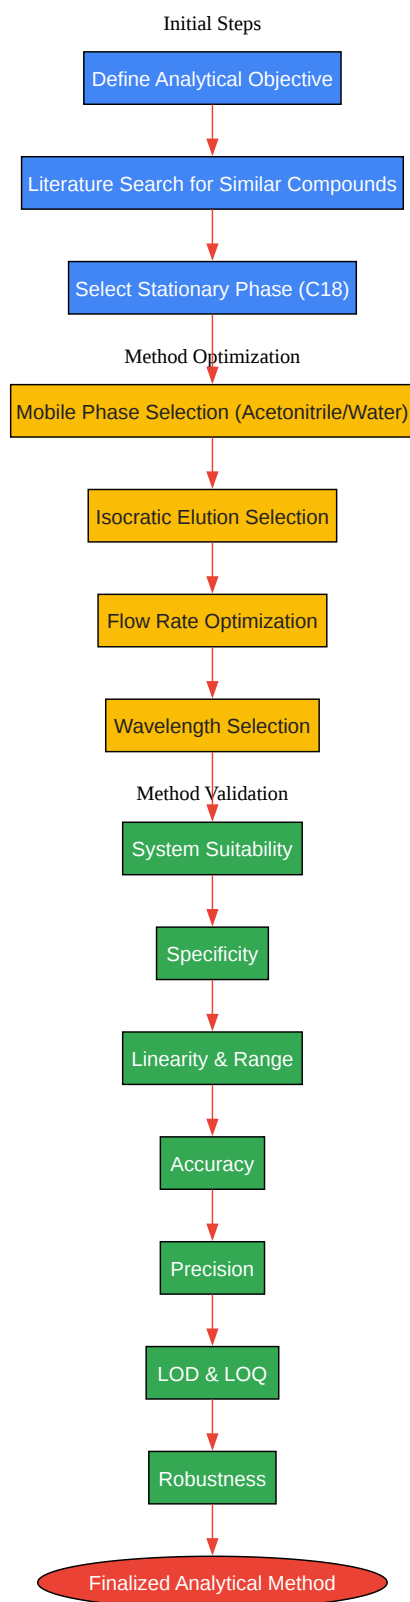 Initial Steps
Define Analytical Objective
Literature Search for Similar Compounds
Select Stationary Phase (C18)
Method Optimization
Mobile Phase Selection (Acetonitrile/Water)
Isocratic Elution Selection
Flow Rate Optimization
Wavelength Selection
Method Validation
System Suitability
Specificity
Linearity & Range
Accuracy
Precision
LOD & LOQ
Robustness
Finalized Analytical Method